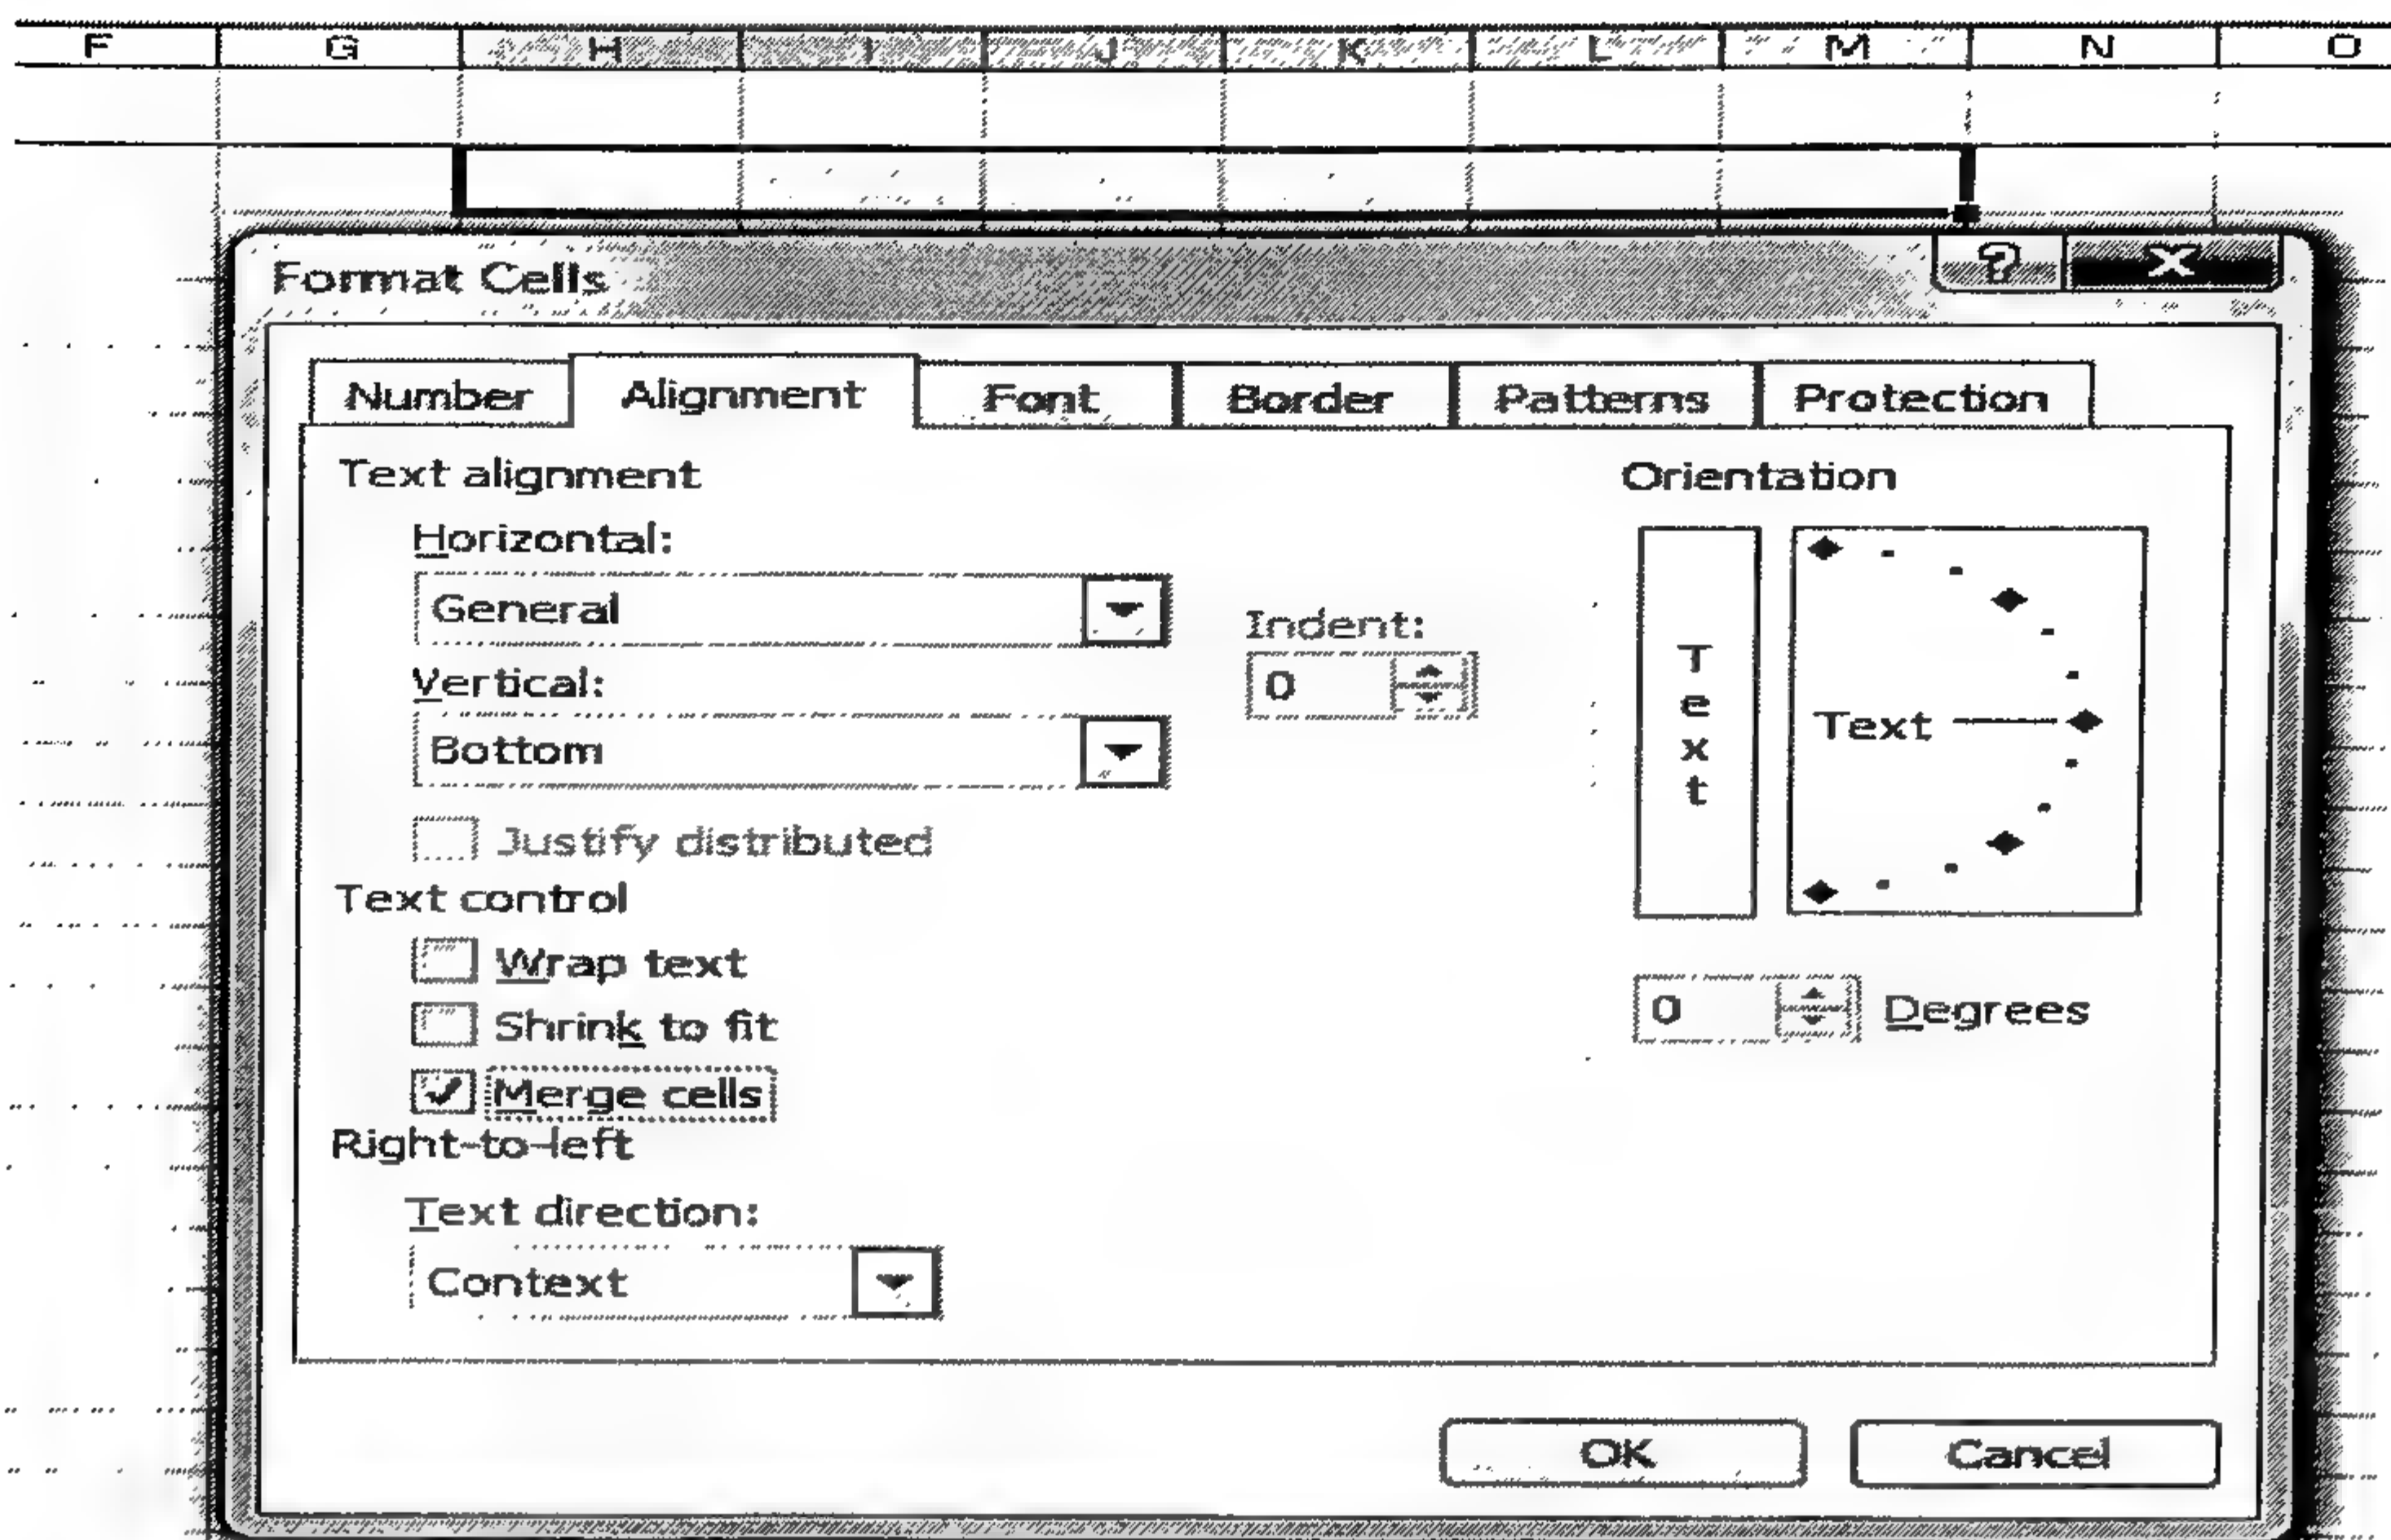 F G H I J K L M N O
Format Cells ? X
Number Alignment Font Border Patterns Protection
Text alignment
Horizontal:
General
Vertical:
Bottom
Indent:
0
Justify distributed
Text control
Wrap text
Shrink to fit
Merge cells
Right-to-left
Text direction:
Context
Orientation
Text
Text
0 Degrees
OK Cancel